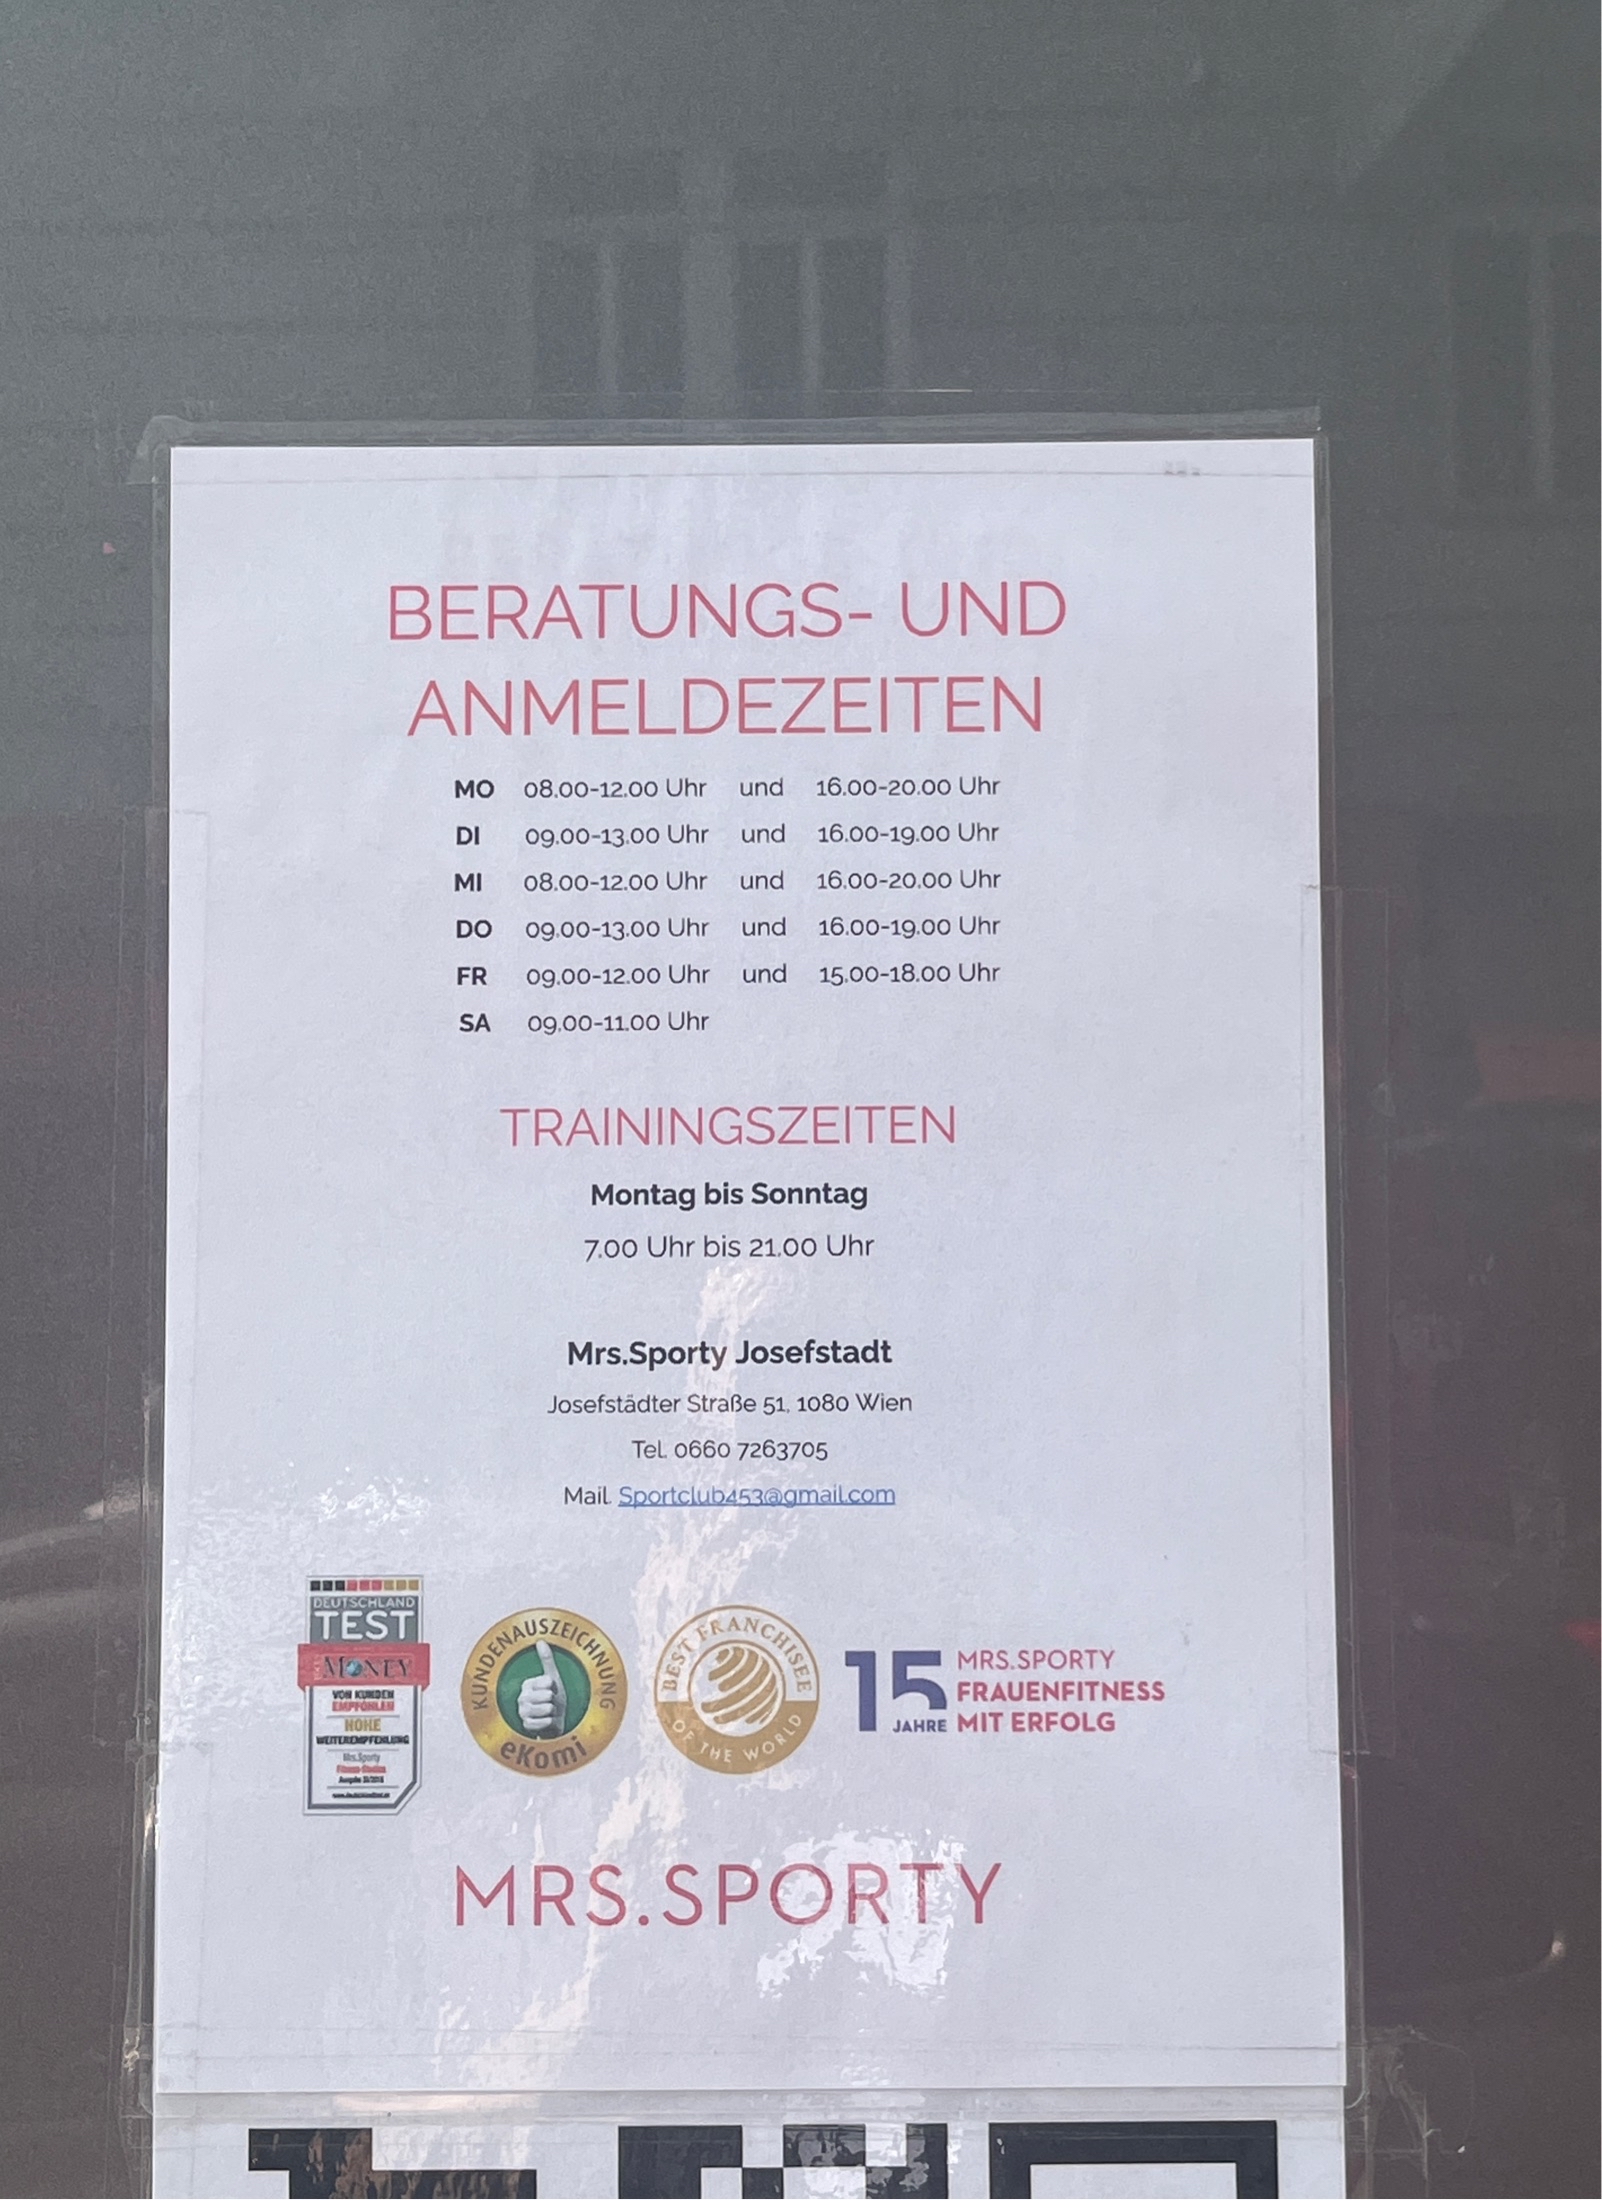 BERATUNGS- UND
ANMELDEZEITEN
MO 08.00-12.00 Uhr und 16.00-20.00 Uhr
DI 09.00-13.00 Uhr und 16.00-19.00 Uhr
MI 08.00-12.00 Uhr und 16.00-20.00 Uhr
DO 09.00-13.00 Uhr und 16.00-19.00 Uhr
FR 09.00-12.00 Uhr und 15.00-18.00 Uhr
SA 09.00-11.00 Uhr
TRAININGSZEITEN
Montag bis Sonntag
7.00 Uhr bis 21.00 Uhr
Mrs.Sporty Josefstadt
Josefstädter Straße 51, 1080 Wien
Tel. 0660 7263705
Mail. Sportclub453@gmail.com
DEUTSCHLAND
TEST
MONEY
VON KUNDEN
EMPFOHLEN
HOHE
WEITEREMPFEHLUNG
Mrs.Sporty
Fitness-Studios
KUNDENAUSZEICHNUNG
eKomi
BEST FRANCHISEE
OF THE WORLD
15 JAHRE
MRS.SPORTY
FRAUENFITNESS
MIT ERFOLG
MRS.SPORTY